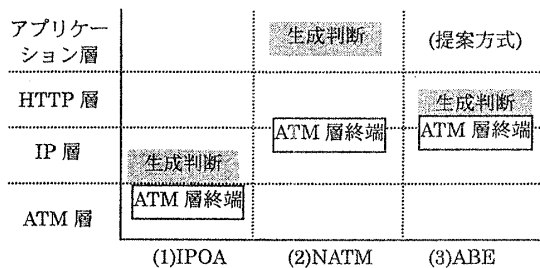 アプリケー
ション層
生成判断
(提案方式)
HTTP 層
生成判断
ATM 層終端
ATM 層終端
IP 層
生成判断
ATM 層終端
ATM 層
(1)IPOA
(2)NATM
(3)ABE